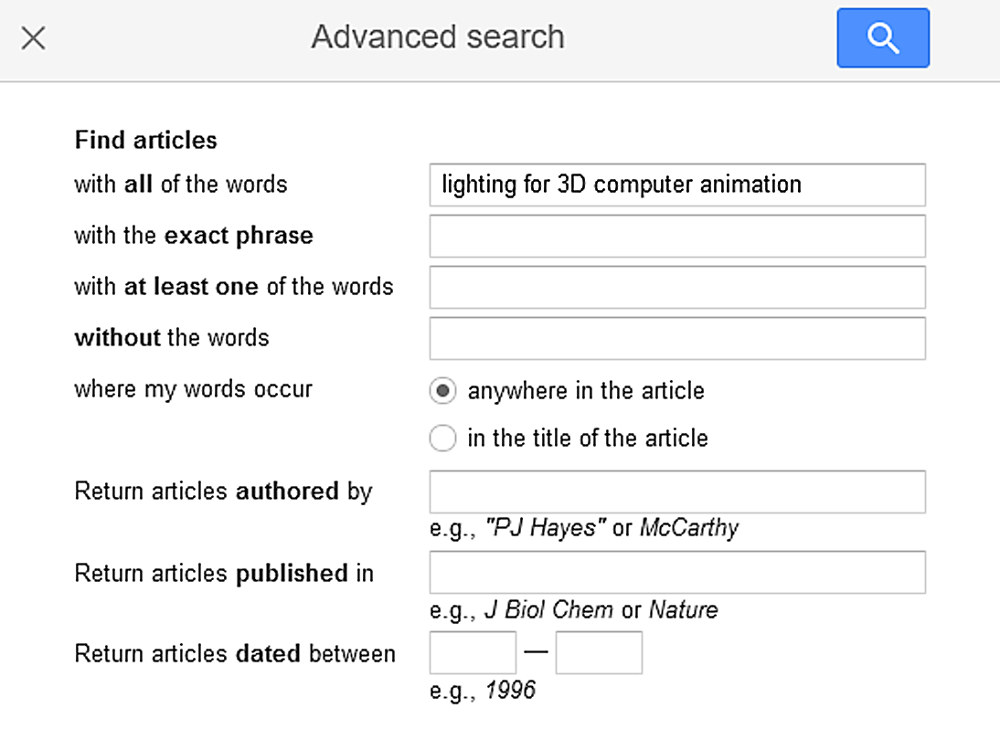 Advanced search
Find articles
with all of the words lighting for 3D computer animation
with the exact phrase
with at least one of the words
without the words
where my words occur anywhere in the article
in the title of the article
Return articles authored by
e.g., "PJ Hayes" or McCarthy
Return articles published in
e.g., J Biol Chem or Nature
Return articles dated between —
e.g., 1996